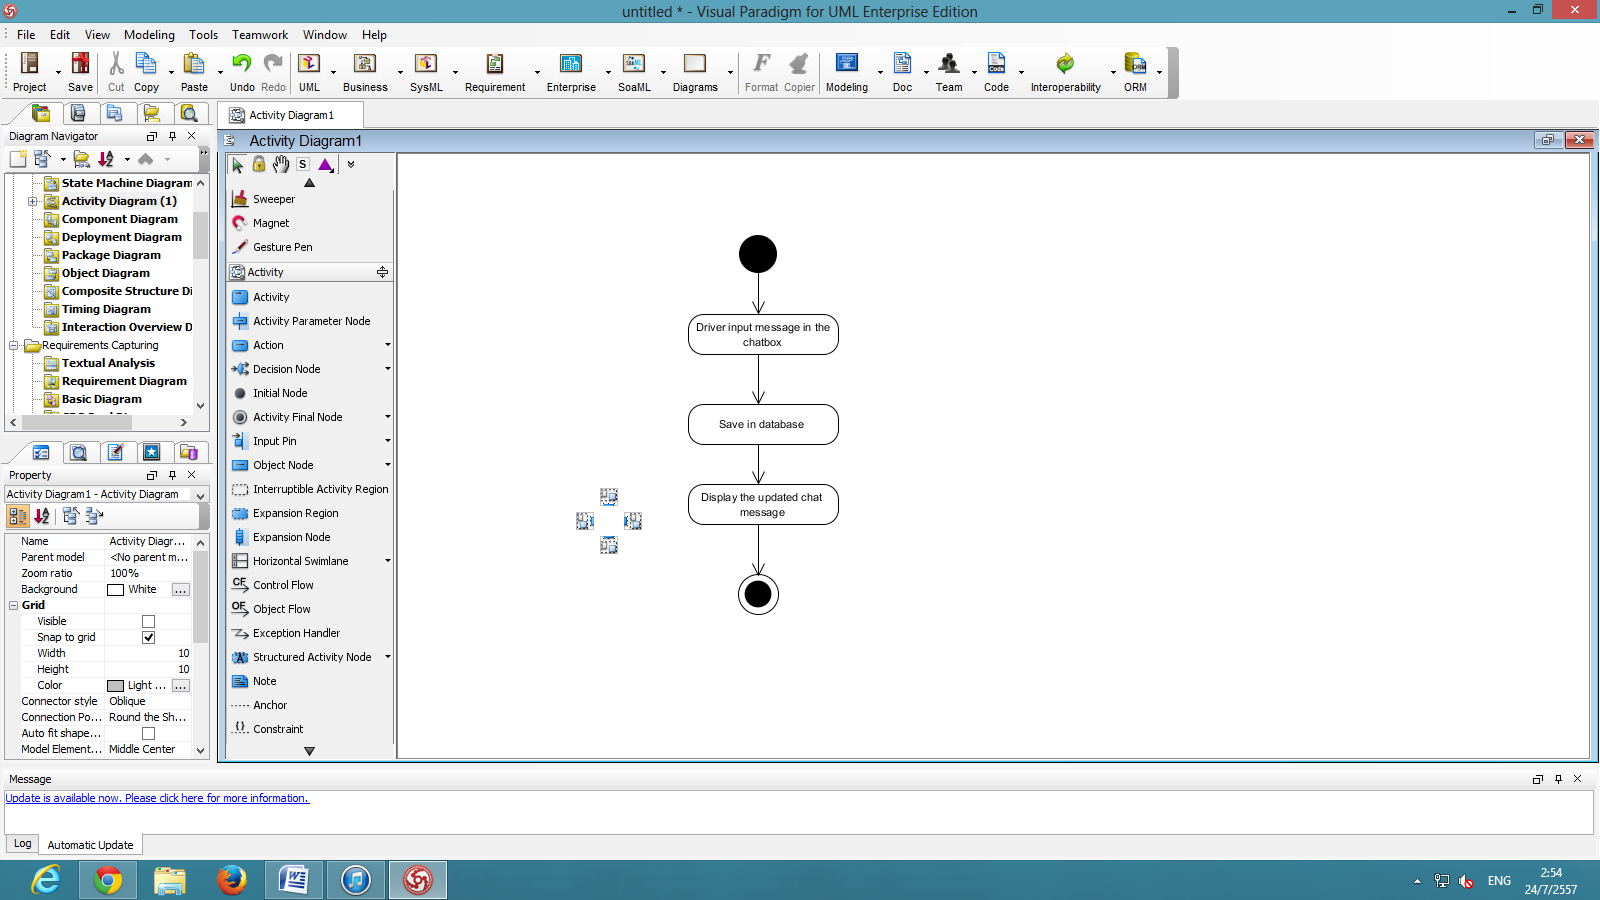 untitled * - Visual Paradigm for UML Enterprise Edition
File Edit View Modeling Tools Teamwork Window Help
Project Save Cut Copy Paste Undo Redo UML Business SysML Requirement Enterprise SoaML Diagrams Format Copier Modeling Doc Team Code Interoperability ORM
Activity Diagram1
Diagram Navigator
Activity Diagram1
State Machine Diagram
Activity Diagram (1)
Component Diagram
Deployment Diagram
Package Diagram
Object Diagram
Composite Structure Di
Timing Diagram
Interaction Overview D
Requirements Capturing
Textual Analysis
Requirement Diagram
Basic Diagram
Property
Activity Diagram1 - Activity Diagram
Name Activity Diagr...
Parent model <No parent m...
Zoom ratio 100%
Background White ...
Grid
Visible
Snap to grid
Width 10
Height 10
Color Light ... ...
Connector style Oblique
Connection Po... Round the Sh...
Auto fit shape...
Model Element... Middle Center
S
Sweeper
Magnet
Gesture Pen
Activity
Activity
Activity Parameter Node
Action
Decision Node
Initial Node
Activity Final Node
Input Pin
Object Node
Interruptible Activity Region
Expansion Region
Expansion Node
Horizontal Swimlane
CF Control Flow
OF Object Flow
Exception Handler
Structured Activity Node
Note
Anchor
{} Constraint
Driver input message in the
chatbox
Save in database
Display the updated chat
message
Message
Update is available now. Please click here for more information.
Log Automatic Update
ENG
2:54
24/7/2557